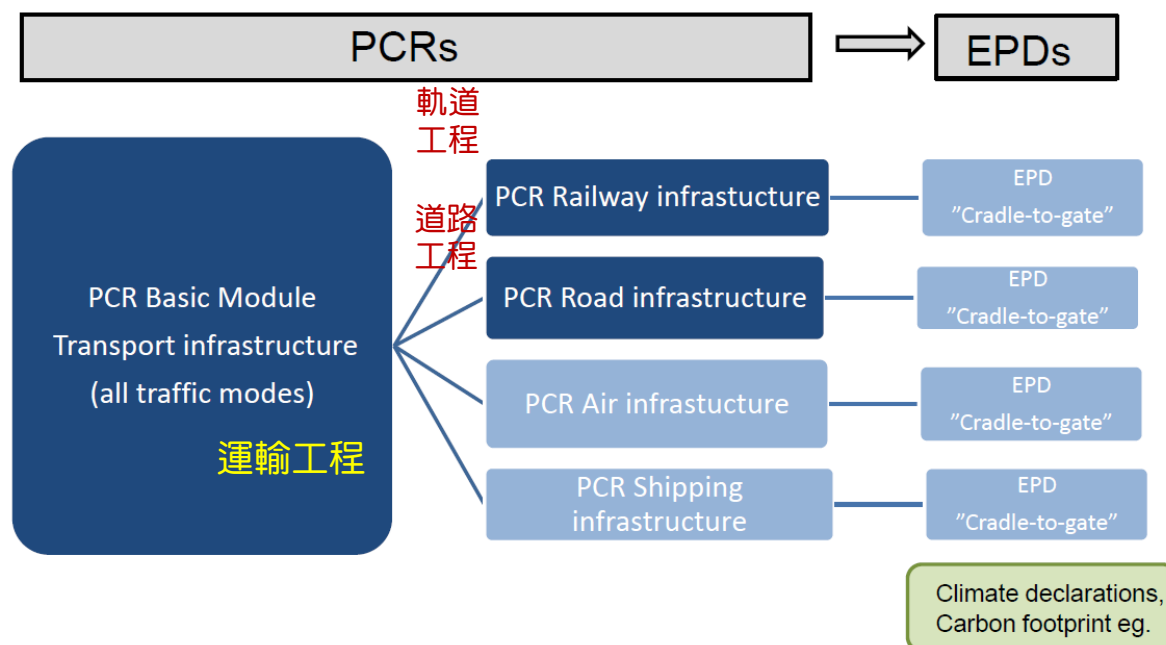 PCRs
EPDs
軌道
工程
道路
工程
PCR Basic Module
Transport infrastructure
(all traffic modes)
運輸工程
PCR Railway infrastucture
EPD
”Cradle-to-gate”
PCR Road infrastructure
EPD
”Cradle-to-gate”
PCR Air infrastucture
EPD
”Cradle-to-gate”
PCR Shipping
infrastructure
EPD
”Cradle-to-gate”
Climate declarations,
Carbon footprint eg.